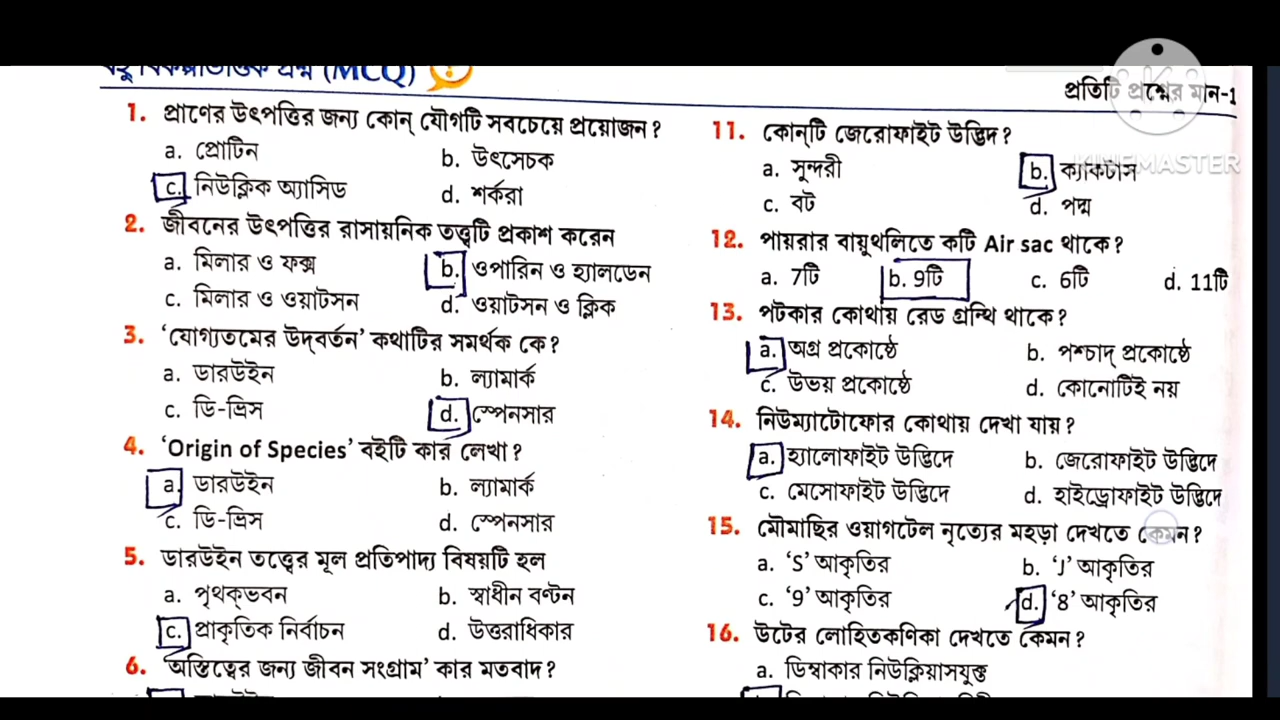 (MCQ)
প্রতিটি প্রশ্নের মান-1
1. প্রাণের উৎপত্তির জন্য কোন্ যৌগটি সবচেয়ে প্রয়োজন?
a. প্রোটিন b. উৎসেচক
c. নিউক্লিক অ্যাসিড d. শর্করা
2. জীবনের উৎপত্তির রাসায়নিক তত্ত্বটি প্রকাশ করেন
a. মিলার ও ফক্স b. ওপারিন ও হ্যালডেন
c. মিলার ও ওয়াটসন d. ওয়াটসন ও ক্লিক
3. ‘যোগ্যতমের উদ্‌বর্তন’ কথাটির সমর্থক কে?
a. ডারউইন b. ল্যামার্ক
c. ডি-ভ্রিস d. স্পেনসার
4. ‘Origin of Species’ বইটি কার লেখা?
a. ডারউইন b. ল্যামার্ক
c. ডি-ভ্রিস d. স্পেনসার
5. ডারউইন তত্ত্বের মূল প্রতিপাদ্য বিষয়টি হল
a. পৃথক্‌ভবন b. স্বাধীন বণ্টন
c. প্রাকৃতিক নির্বাচন d. উত্তরাধিকার
6. অস্তিত্বের জন্য জীবন সংগ্রাম’ কার মতবাদ?
11. কোন্‌টি জেরোফাইট উদ্ভিদ?
a. সুন্দরী b. ক্যাকটাস
c. বট d. পদ্ম
12. পায়রার বায়ুথলিতে কটি Air sac থাকে?
a. 7টি b. 9টি c. 6টি d. 11টি
13. পটকার কোথায় রেড গ্রন্থি থাকে?
a. অগ্র প্রকোষ্ঠে b. পশ্চাদ্ প্রকোষ্ঠে
c. উভয় প্রকোষ্ঠে d. কোনোটিই নয়
14. নিউম্যাটোফোর কোথায় দেখা যায়?
a. হ্যালোফাইট উদ্ভিদে b. জেরোফাইট উদ্ভিদে
c. মেসোফাইট উদ্ভিদে d. হাইড্রোফাইট উদ্ভিদে
15. মৌমাছির ওয়াগটেল নৃত্যের মহড়া দেখতে কেমন?
a. ‘S’ আকৃতির b. ‘J’ আকৃতির
c. ‘9’ আকৃতির d. ‘8’ আকৃতির
16. উটের লোহিতকণিকা দেখতে কেমন?
a. ডিম্বাকার নিউক্লিয়াসযুক্ত
KINEMASTER